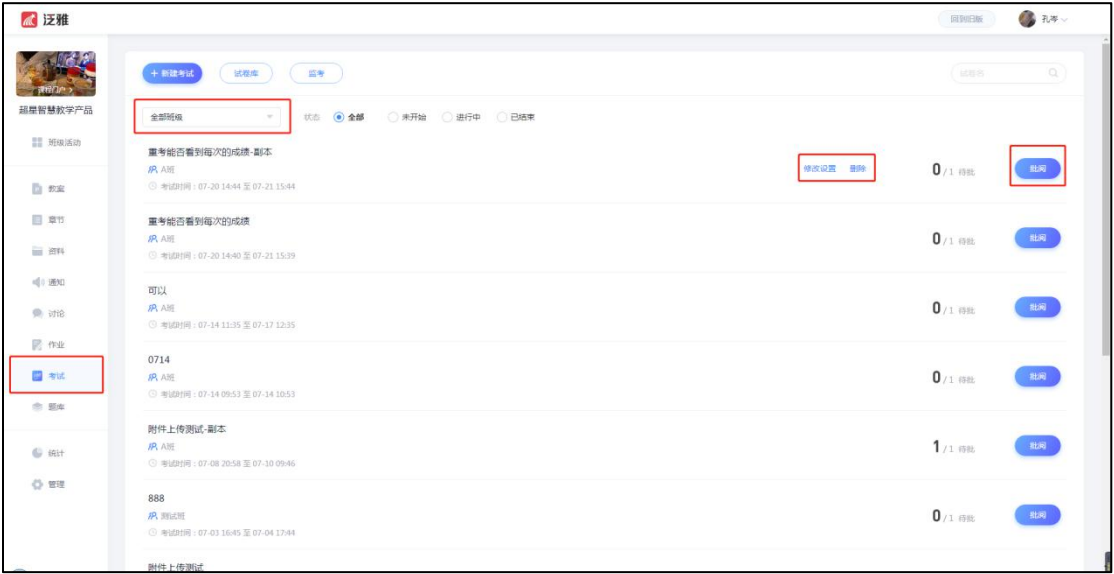 泛雅
回到旧版
孔岑
课程门户 >
超星智慧教学产品
班级活动
教案
章节
资料
通知
讨论
作业
考试
题库
统计
管理
+ 新建考试
试卷库
监考
试卷名
全部班级
状态
全部
未开始
进行中
已结束
重考能否看到每次的成绩-副本
A班
考试时间：07-20 14:44 至 07-21 15:44
修改设置
删除
0 / 1 待批
批阅
重考能否看到每次的成绩
A班
考试时间：07-20 14:40 至 07-21 15:39
0 / 1 待批
批阅
可以
A班
考试时间：07-14 11:35 至 07-17 12:35
0 / 1 待批
批阅
0714
A班
考试时间：07-14 09:53 至 07-14 10:53
0 / 1 待批
批阅
附件上传测试-副本
A班
考试时间：07-08 20:58 至 07-10 09:46
1 / 1 待批
批阅
888
测试班
考试时间：07-03 16:45 至 07-04 17:44
0 / 1 待批
批阅
附件上传测试